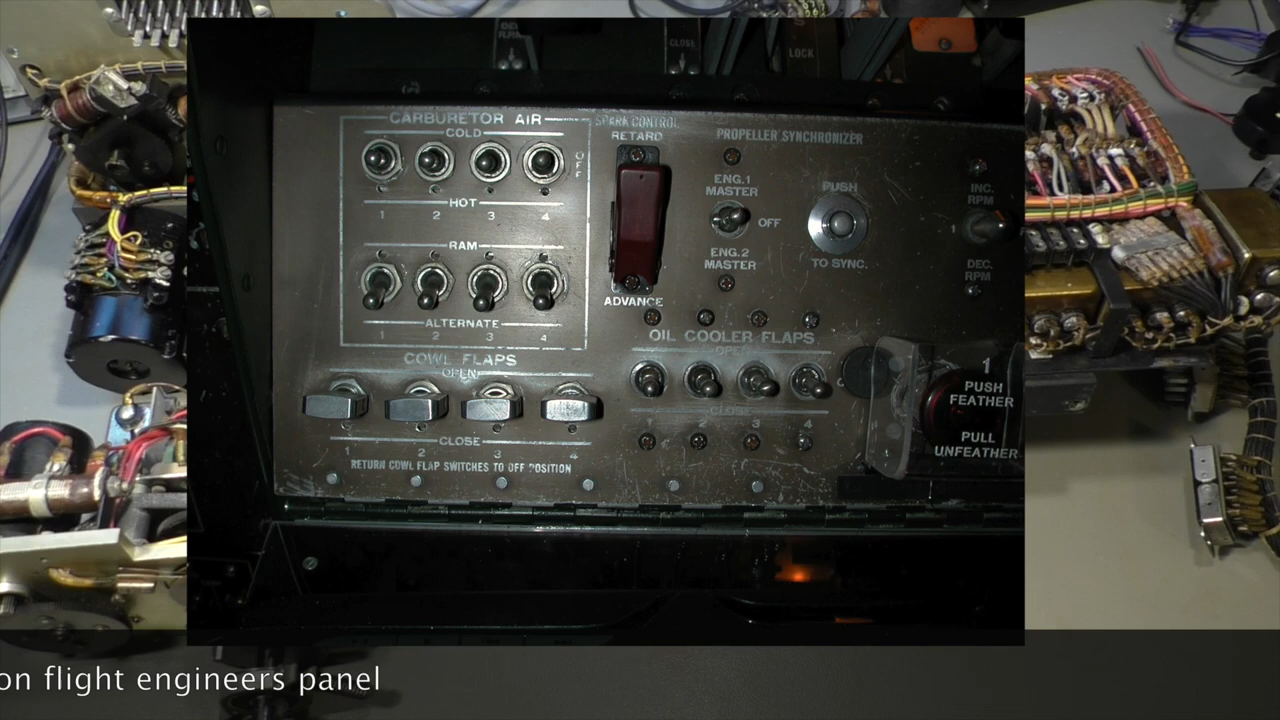 CLOSE
LOCK
CARBURETOR AIR
COLD
OFF
HOT
1 2 3 4
RAM
ALTERNATE
1 2 3 4
COWL FLAPS
OPEN
CLOSE
1 2 3 4
RETURN COWL FLAP SWITCHES TO OFF POSITION
SPARK CONTROL
RETARD
ADVANCE
PROPELLER SYNCHRONIZER
ENG.1
MASTER
OFF
ENG.2
MASTER
PUSH
TO SYNC.
INC.
RPM
DEC.
RPM
OIL COOLER FLAPS
OPEN
CLOSE
1 2 3 4
1
PUSH
FEATHER
PULL
UNFEATHER
on flight engineers panel